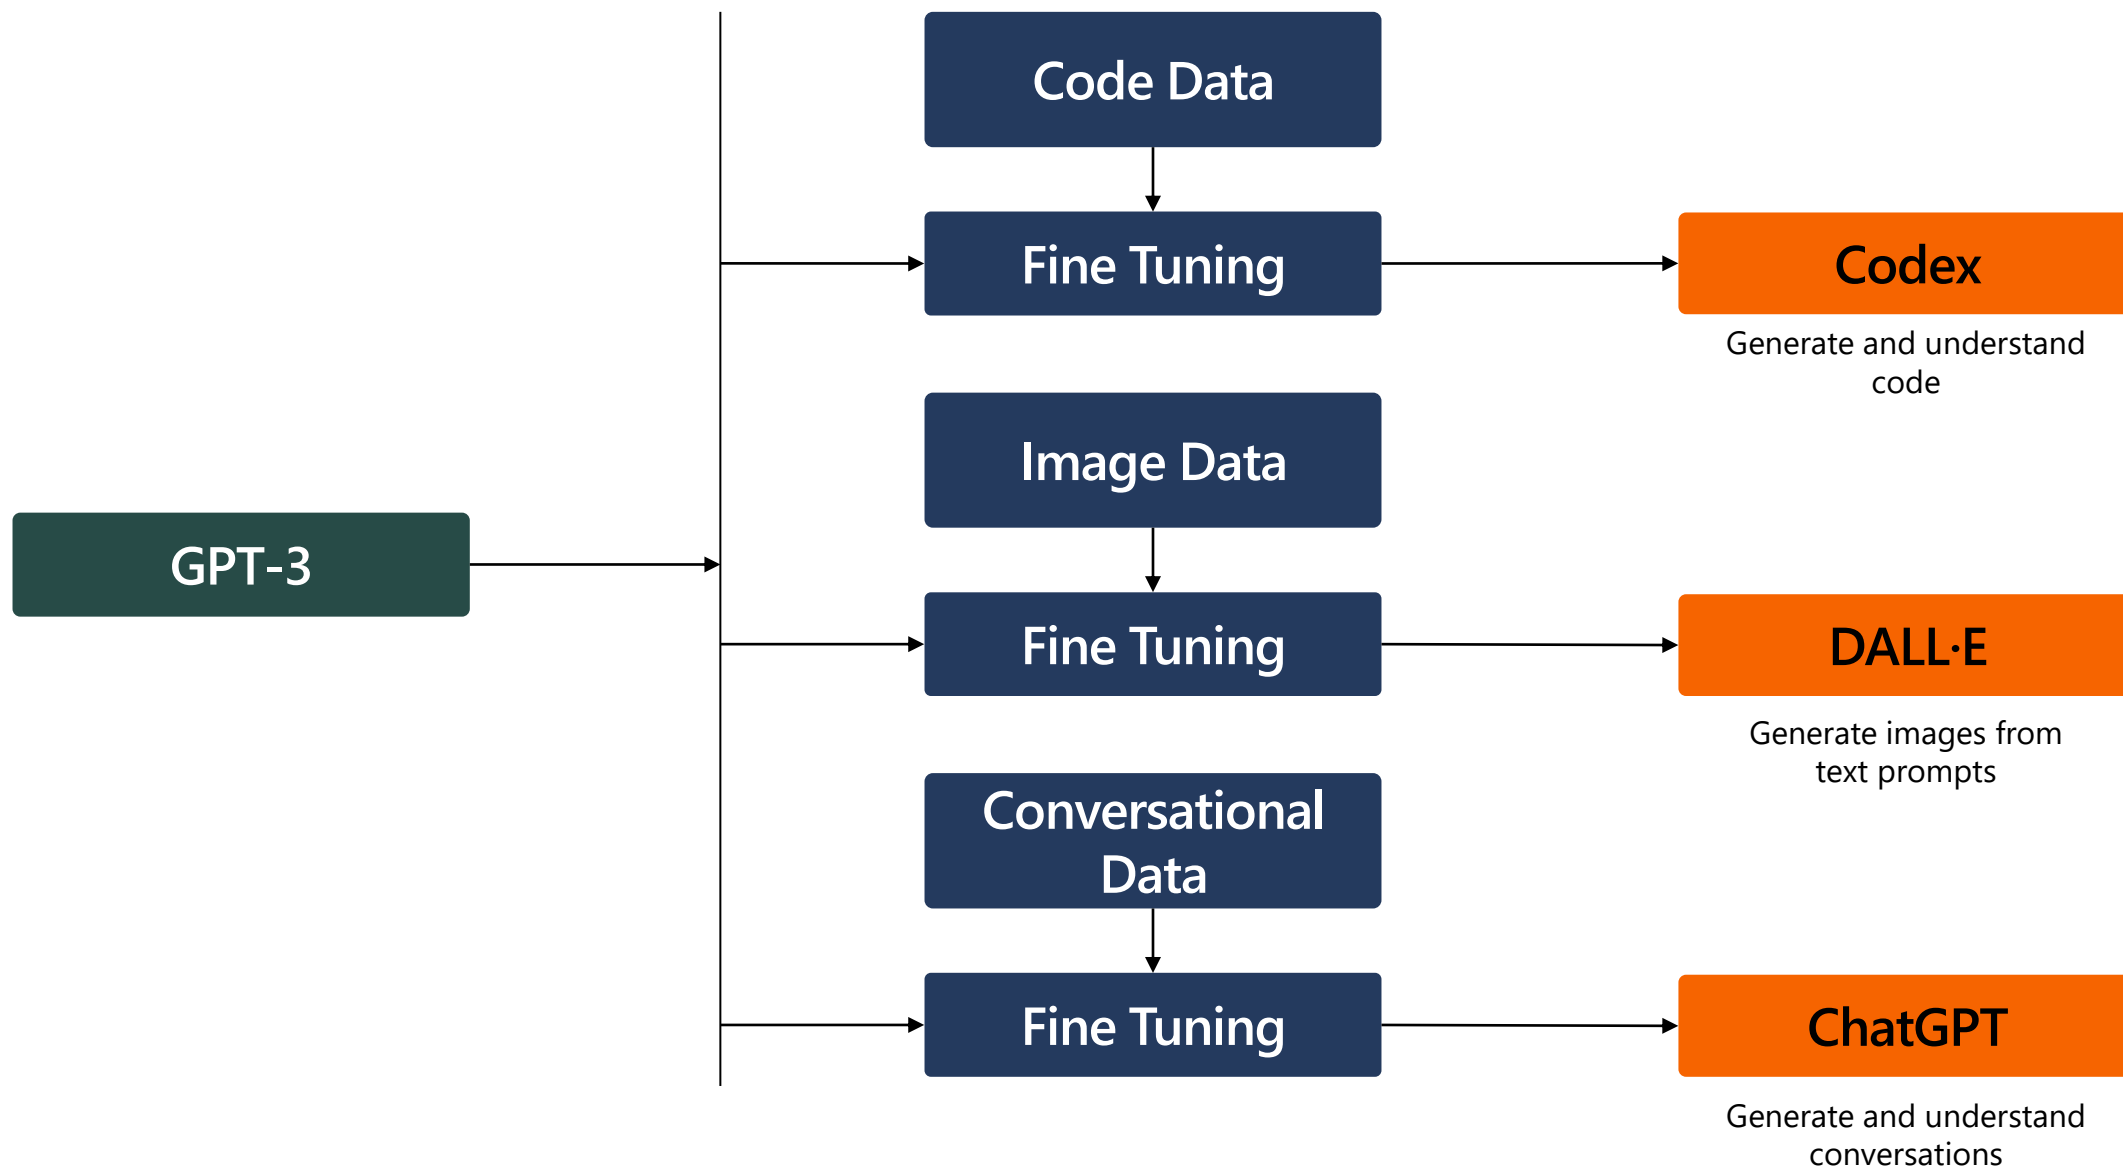 Code Data
Fine Tuning
Codex
Generate and understand
code
Image Data
GPT-3
Fine Tuning
DALL·E
Generate images from
text prompts
Conversational
Data
Fine Tuning
ChatGPT
Generate and understand
conversations